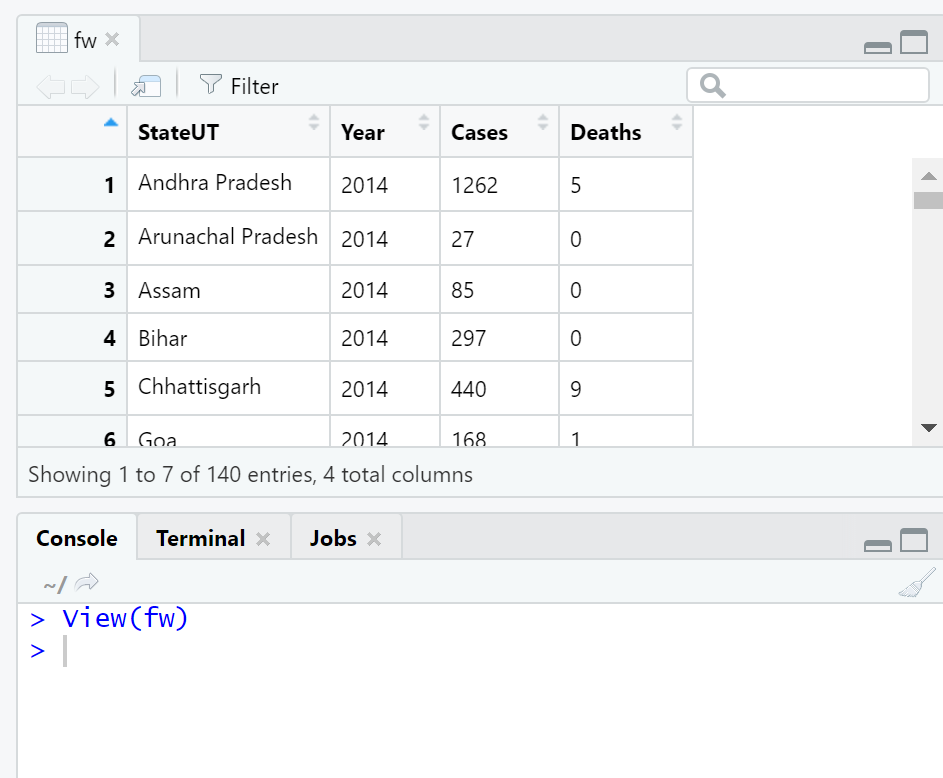 fw
Filter
StateUT Year Cases Deaths
1 Andhra Pradesh 2014 1262 5
2 Arunachal Pradesh 2014 27 0
3 Assam 2014 85 0
4 Bihar 2014 297 0
5 Chhattisgarh 2014 440 9
6 Goa 2014 168 1
Showing 1 to 7 of 140 entries, 4 total columns
Console Terminal Jobs
~/
> View(fw)
>